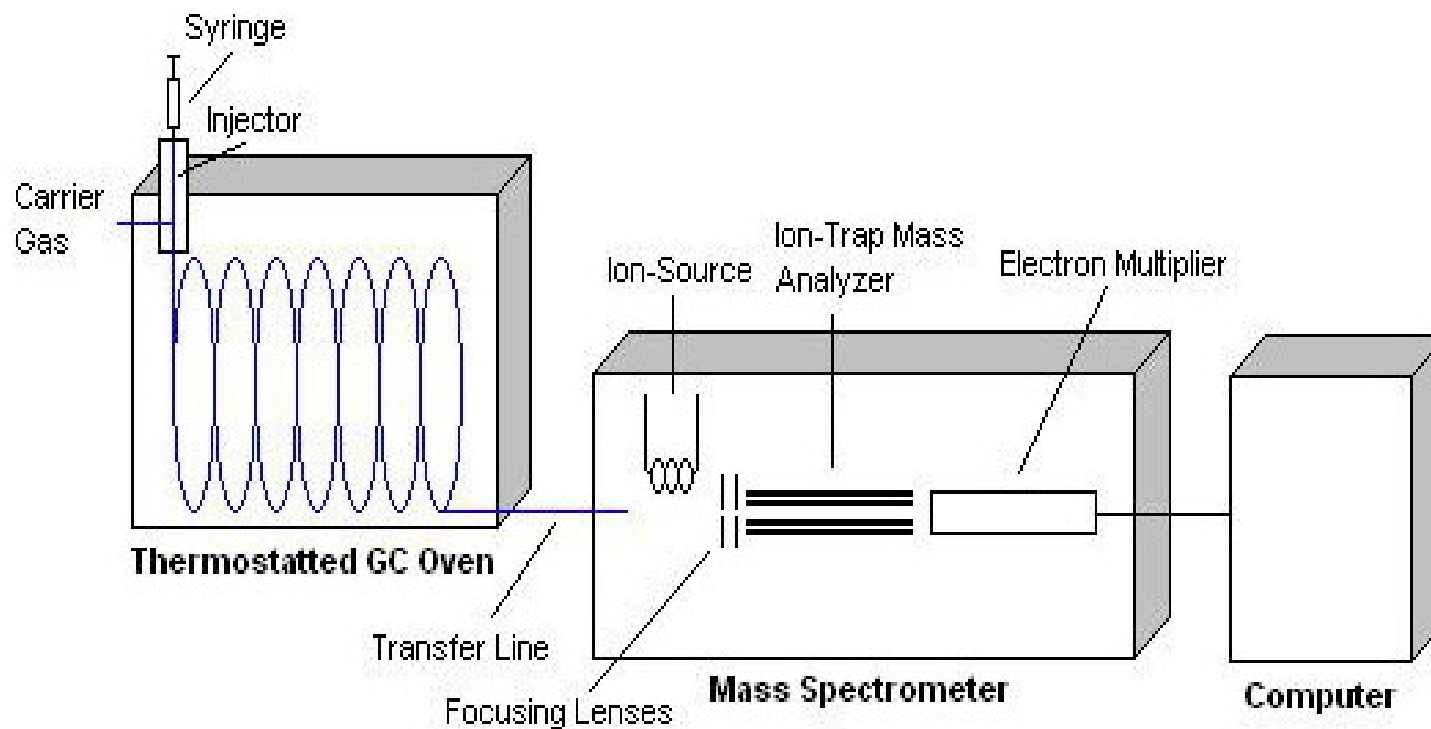 Syringe
Injector
Carrier
Gas
Ion-Source
Ion-Trap Mass
Analyzer
Electron Multiplier
Thermostatted GC Oven
Transfer Line
Focusing Lenses
Mass Spectrometer
Computer